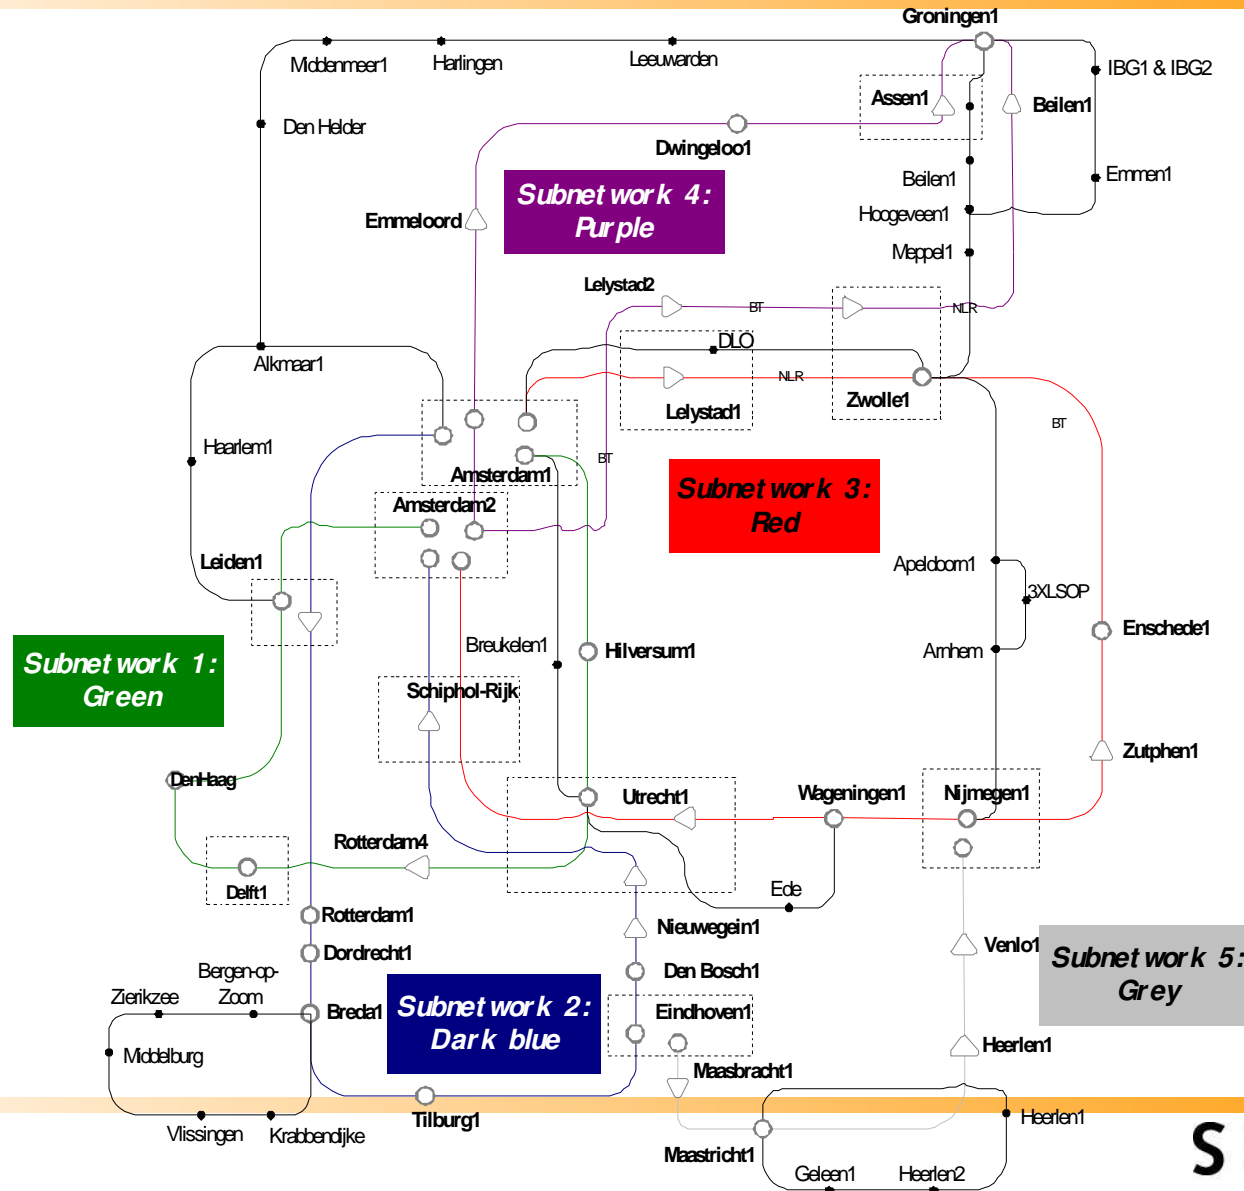 Groningen1
Middenmeer1
Harlingen
Leeuwarden
IBG1 & IBG2
Assen1
Beilen1
Den Helder
Dwingeloo1
Beilen1
Emmen1
Subnetwork 4:
Purple
Emmeloord
Hoogeveen1
Meppel1
Lelystad2
BT
NLR
DLO
Alkmaar1
NLR
Zwolle1
Lelystad1
BT
Haarlem1
BT
Amsterdam1
Amsterdam2
Subnetwork 3:
Red
Leiden1
Apeldoorn1
3XLSOP
Breukelen1
Hilversum1
Arnhem
Enschede1
Subnetwork 1:
Green
Schiphol-Rijk
Zutphen1
DenHaag
Utrecht1
Wageningen1
Nijmegen1
Rotterdam4
Delft1
Ede
Rotterdam1
Nieuwegein1
Dordrecht1
Venlo1
Subnetwork 5:
Grey
Bergen-op-
Zoom
Den Bosch1
Zierikzee
Breda1
Subnetwork 2:
Dark blue
Eindhoven1
Middelburg
Heerlen1
Maasbracht1
Tilburg1
Heerlen1
Vlissingen
Krabbendijke
Maastricht1
Geleen1
Heerlen2
S